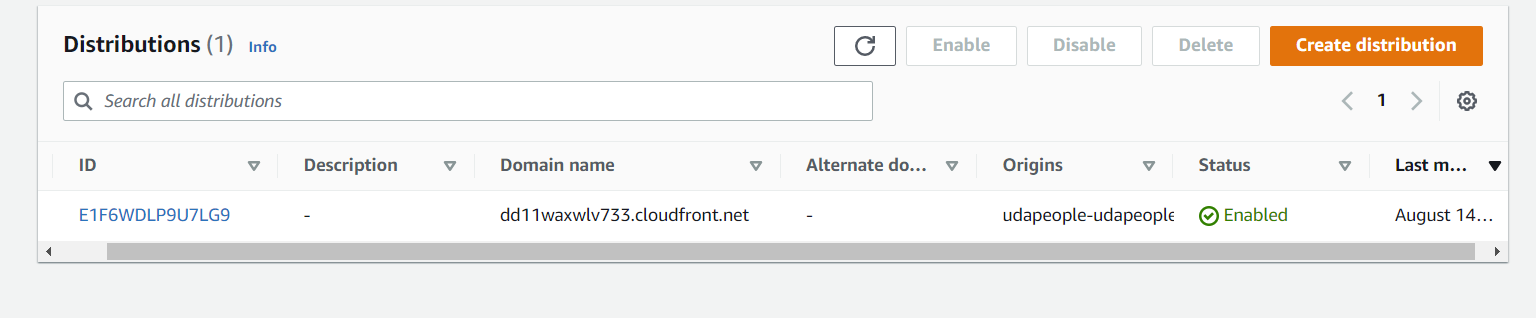 Distributions (1) Info
Enable
Disable
Delete
Create distribution
Search all distributions
1
ID Description Domain name Alternate do... Origins Status Last m...
E1F6WDLP9U7LG9 - dd11waxwlv733.cloudfront.net - udapeople-udapeople Enabled August 14...